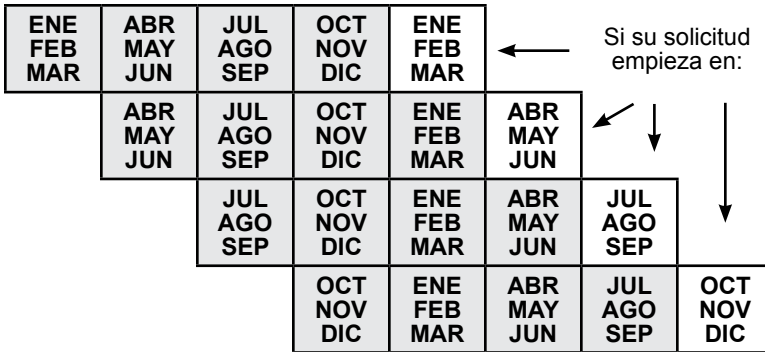 ENE ABR JUL OCT ENE
FEB MAY AGO NOV FEB
MAR JUN SEP DIC MAR
Si su solicitud
empieza en:
ABR JUL OCT ENE ABR
MAY AGO NOV FEB MAY
JUN SEP DIC MAR JUN
JUL OCT ENE ABR JUL
AGO NOV FEB MAY AGO
SEP DIC MAR JUN SEP
OCT ENE ABR JUL OCT
NOV FEB MAY AGO NOV
DIC MAR JUN SEP DIC